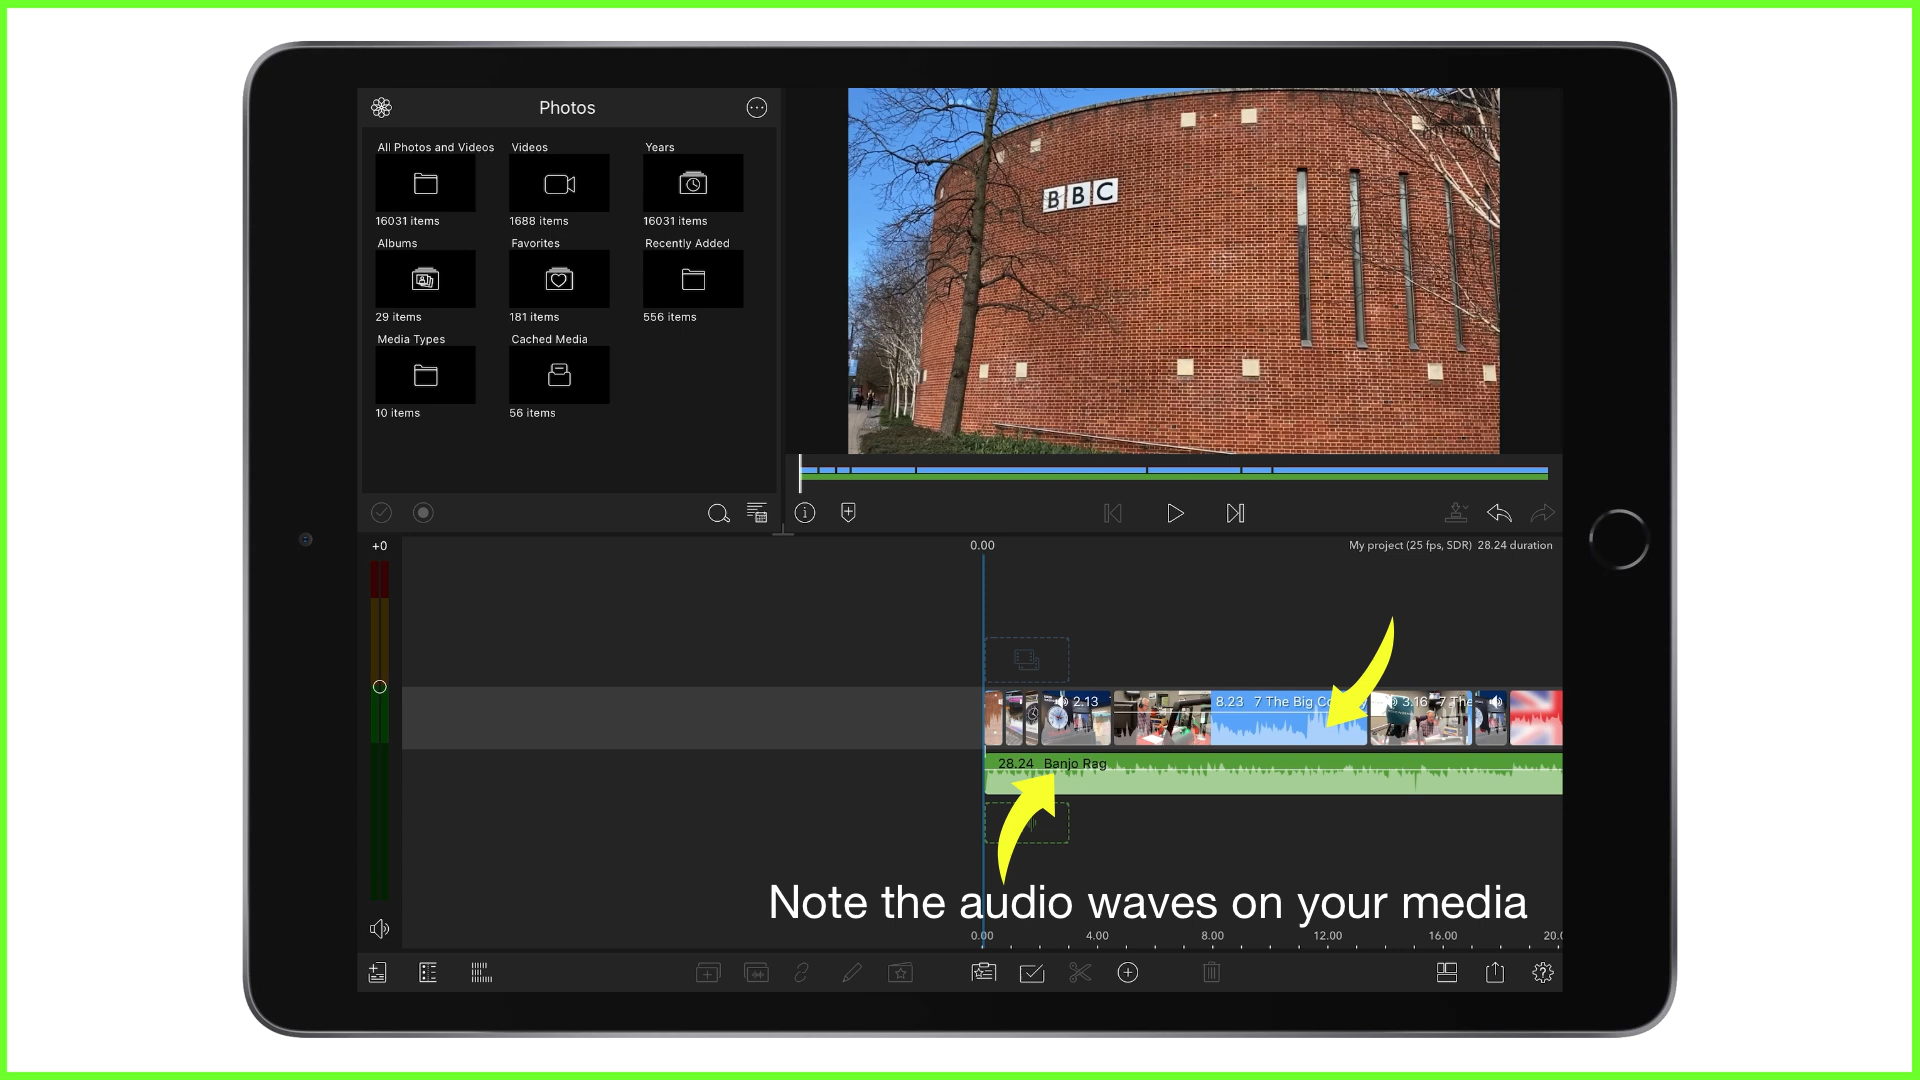 Photos
All Photos and Videos
Videos
Years
16031 items
1688 items
16031 items
Albums
Favorites
Recently Added
29 items
181 items
556 items
Media Types
Cached Media
10 items
56 items
BBC
+0
0.00
My project (25 fps, SDR) 28.24 duration
2.13
8.23 7 The Big
3.16 7 The
28.24 Banjo Rag
Note the audio waves on your media
0.00 4.00 8.00 12.00 16.00